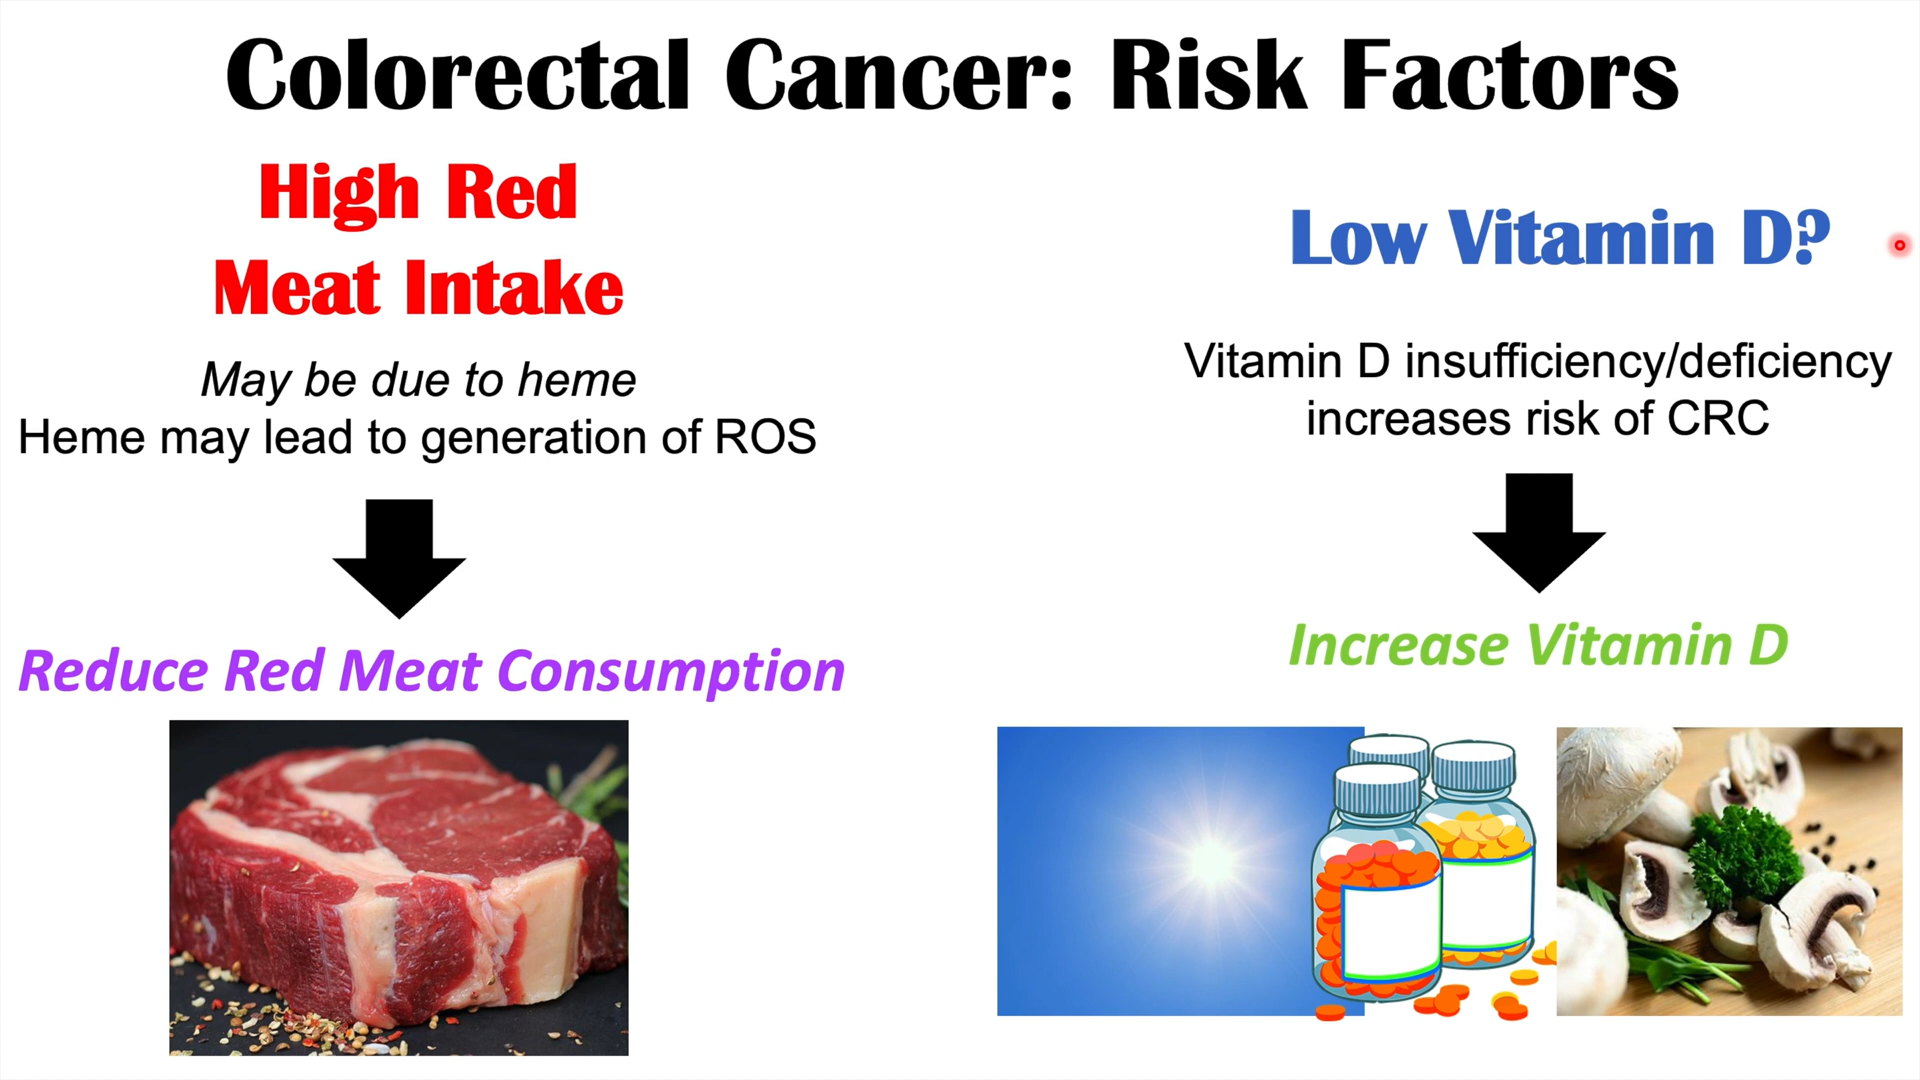 Colorectal Cancer: Risk Factors
High Red
Meat Intake
May be due to heme
Heme may lead to generation of ROS
Reduce Red Meat Consumption
Low Vitamin D?
Vitamin D insufficiency/deficiency
increases risk of CRC
Increase Vitamin D